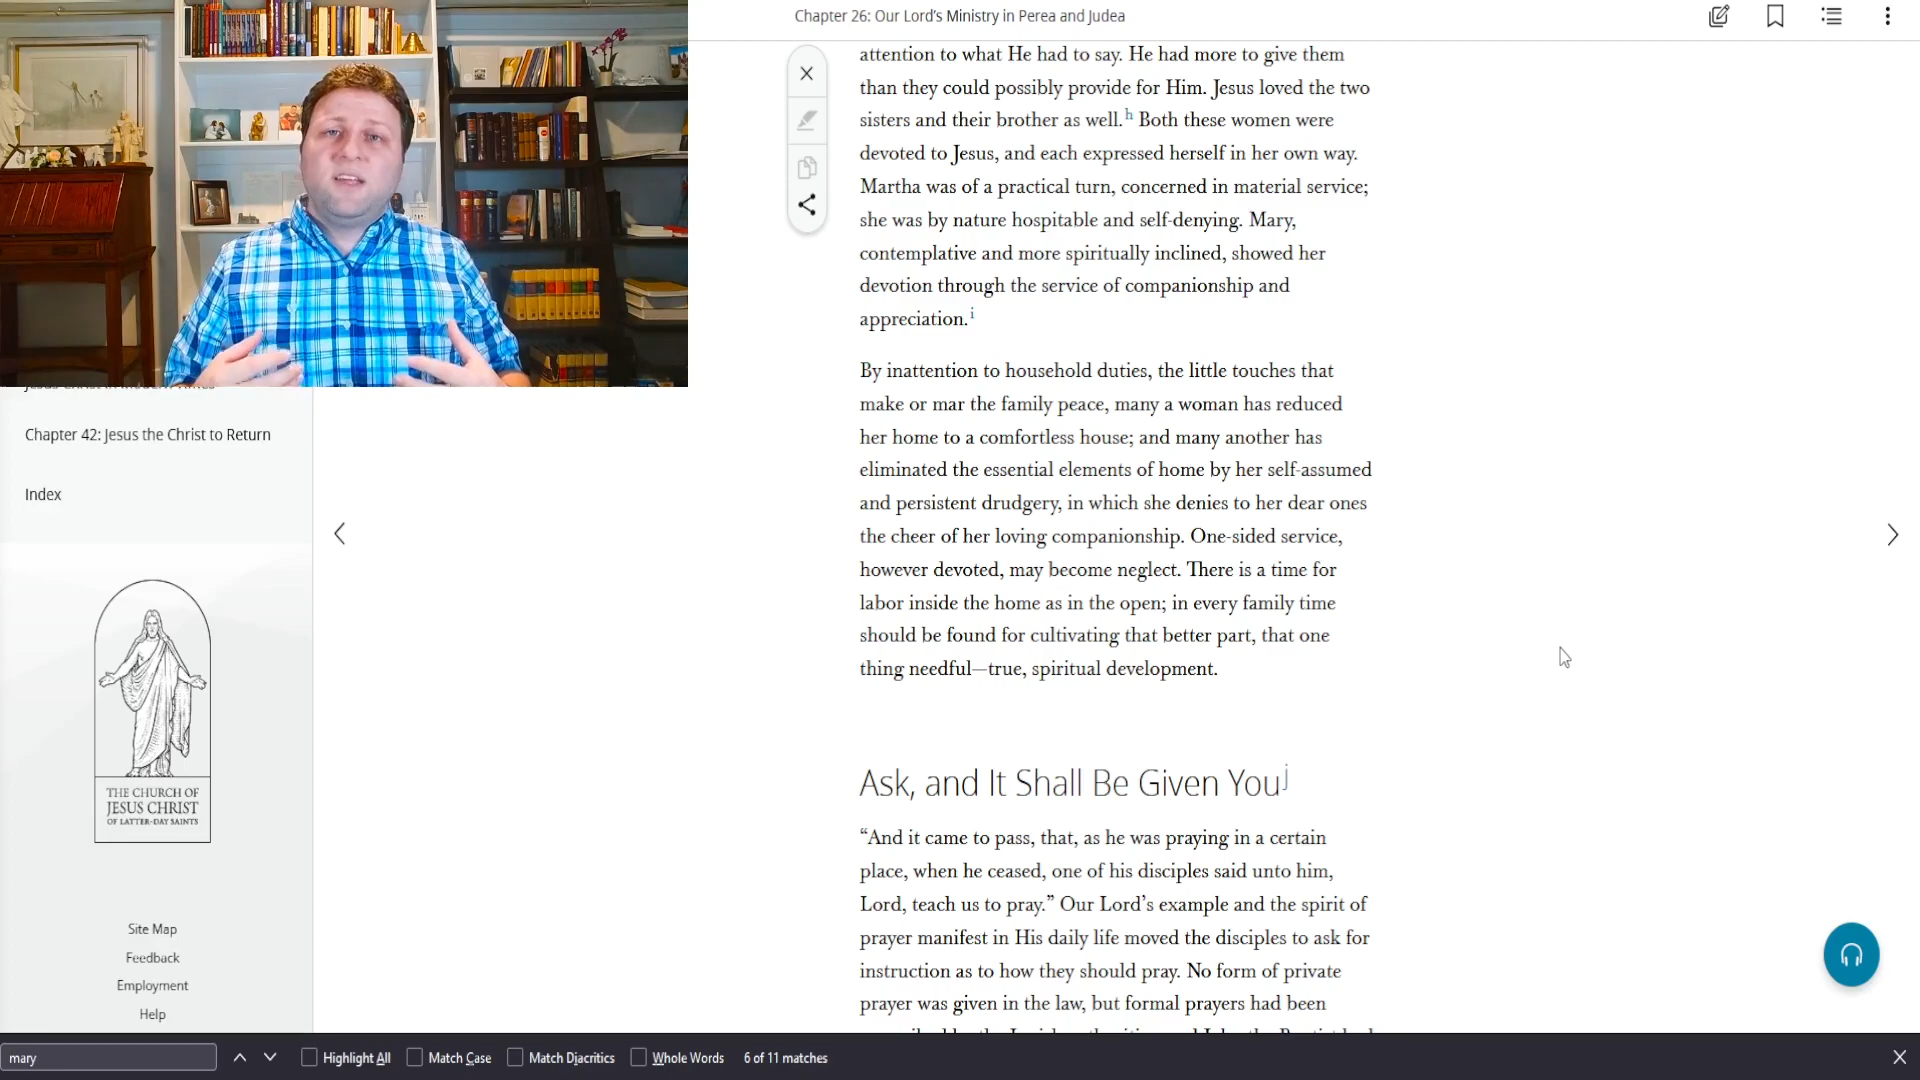 Chapter 26: Our Lord's Ministry in Perea and Judea
attention to what He had to say. He had more to give them
than they could possibly provide for Him. Jesus loved the two
sisters and their brother as well.h Both these women were
devoted to Jesus, and each expressed herself in her own way.
Martha was of a practical turn, concerned in material service;
she was by nature hospitable and self-denying. Mary,
contemplative and more spiritually inclined, showed her
devotion through the service of companionship and
appreciation.i
By inattention to household duties, the little touches that
make or mar the family peace, many a woman has reduced
her home to a comfortless house; and many another has
eliminated the essential elements of home by her self-assumed
and persistent drudgery, in which she denies to her dear ones
the cheer of her loving companionship. One-sided service,
however devoted, may become neglect. There is a time for
labor inside the home as in the open; in every family time
should be found for cultivating that better part, that one
thing needful—true, spiritual development.
Ask, and It Shall Be Given Youj
“And it came to pass, that, as he was praying in a certain
place, when he ceased, one of his disciples said unto him,
Lord, teach us to pray.” Our Lord’s example and the spirit of
prayer manifest in His daily life moved the disciples to ask for
instruction as to how they should pray. No form of private
prayer was given in the law, but formal prayers had been
Chapter 42: Jesus the Christ to Return
Index
THE CHURCH OF
JESUS CHRIST
OF LATTER-DAY SAINTS
Site Map
Feedback
Employment
Help
mary
Highlight All
Match Case
Match Diacritics
Whole Words
6 of 11 matches